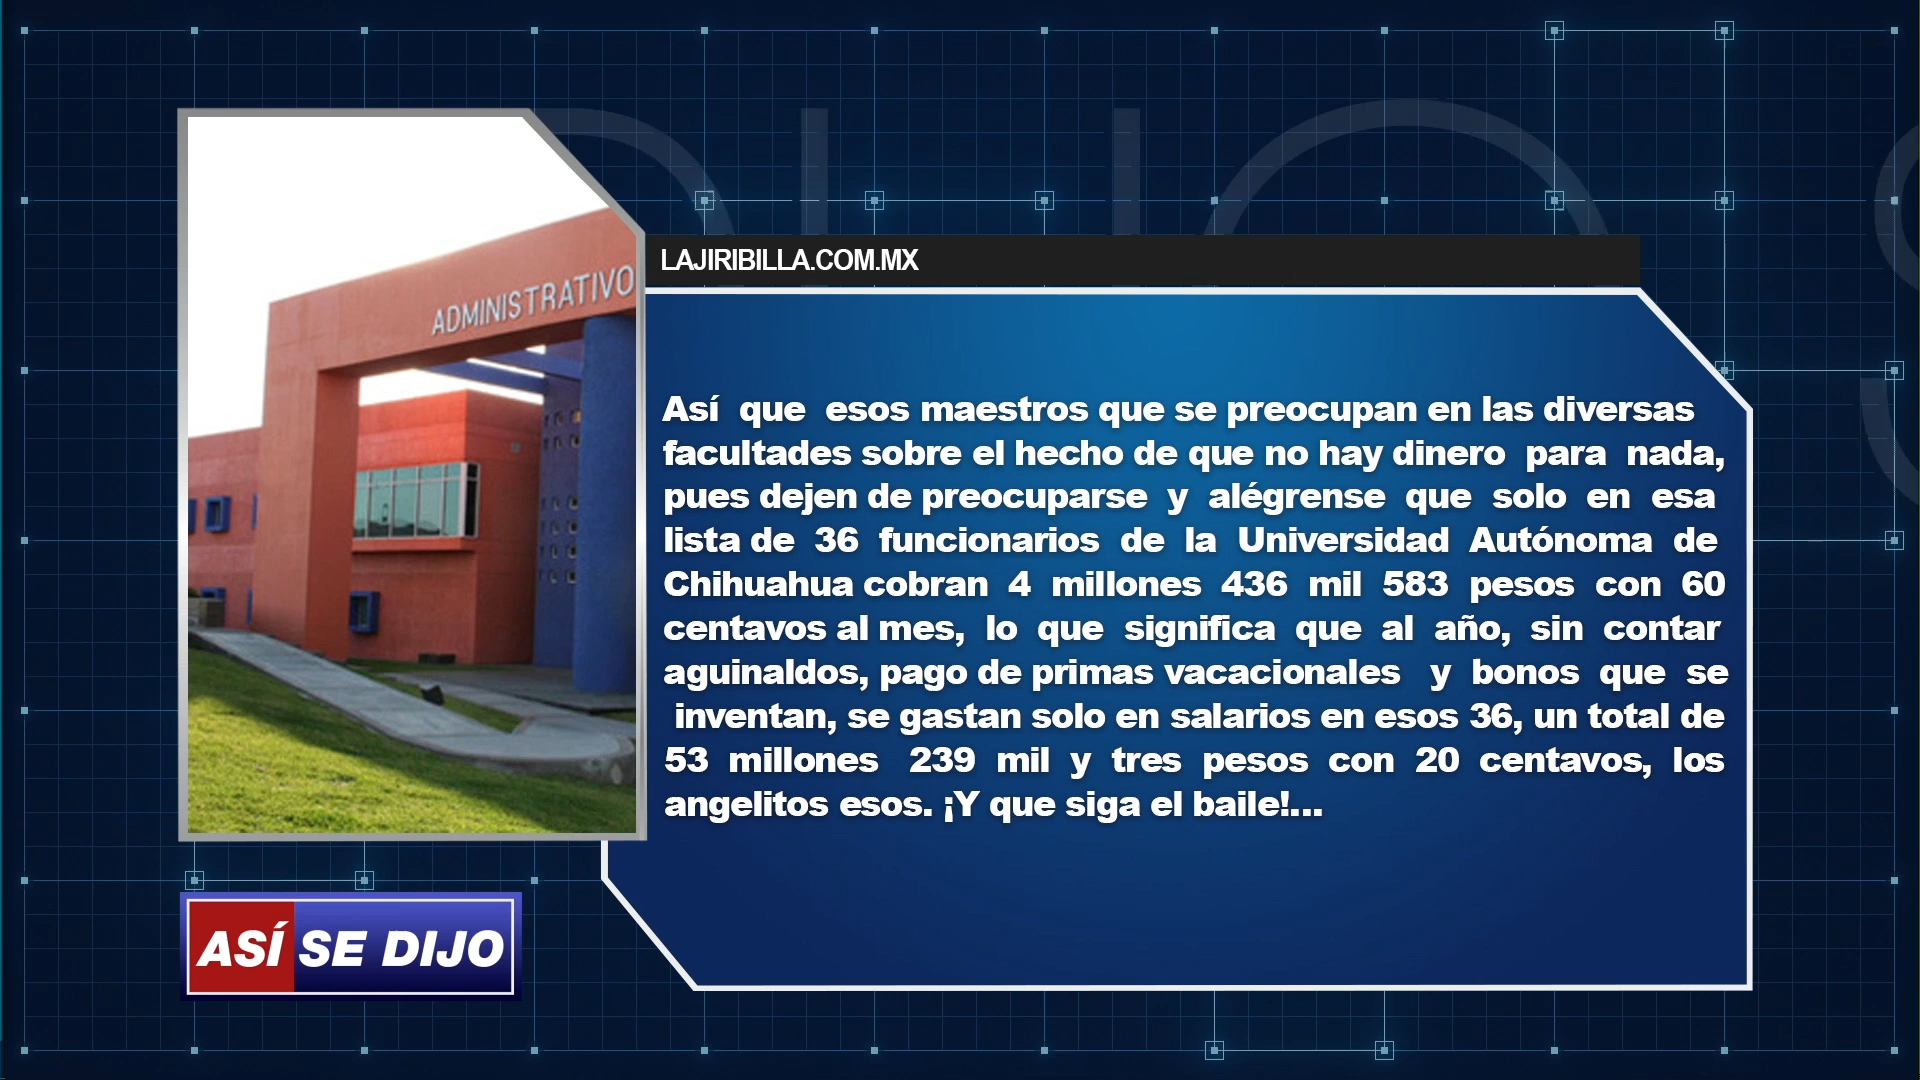 ADMINISTRATIVO
LAJIRIBILLA.COM.MX
Así que esos maestros que se preocupan en las diversas
facultades sobre el hecho de que no hay dinero para nada,
pues dejen de preocuparse y alégrense que solo en esa
lista de 36 funcionarios de la Universidad Autónoma de
Chihuahua cobran 4 millones 436 mil 583 pesos con 60
centavos al mes, lo que significa que al año, sin contar
aguinaldos, pago de primas vacacionales y bonos que se
inventan, se gastan solo en salarios en esos 36, un total de
53 millones 239 mil y tres pesos con 20 centavos, los
angelitos esos. ¡Y que siga el baile!...
ASÍ SE DIJO